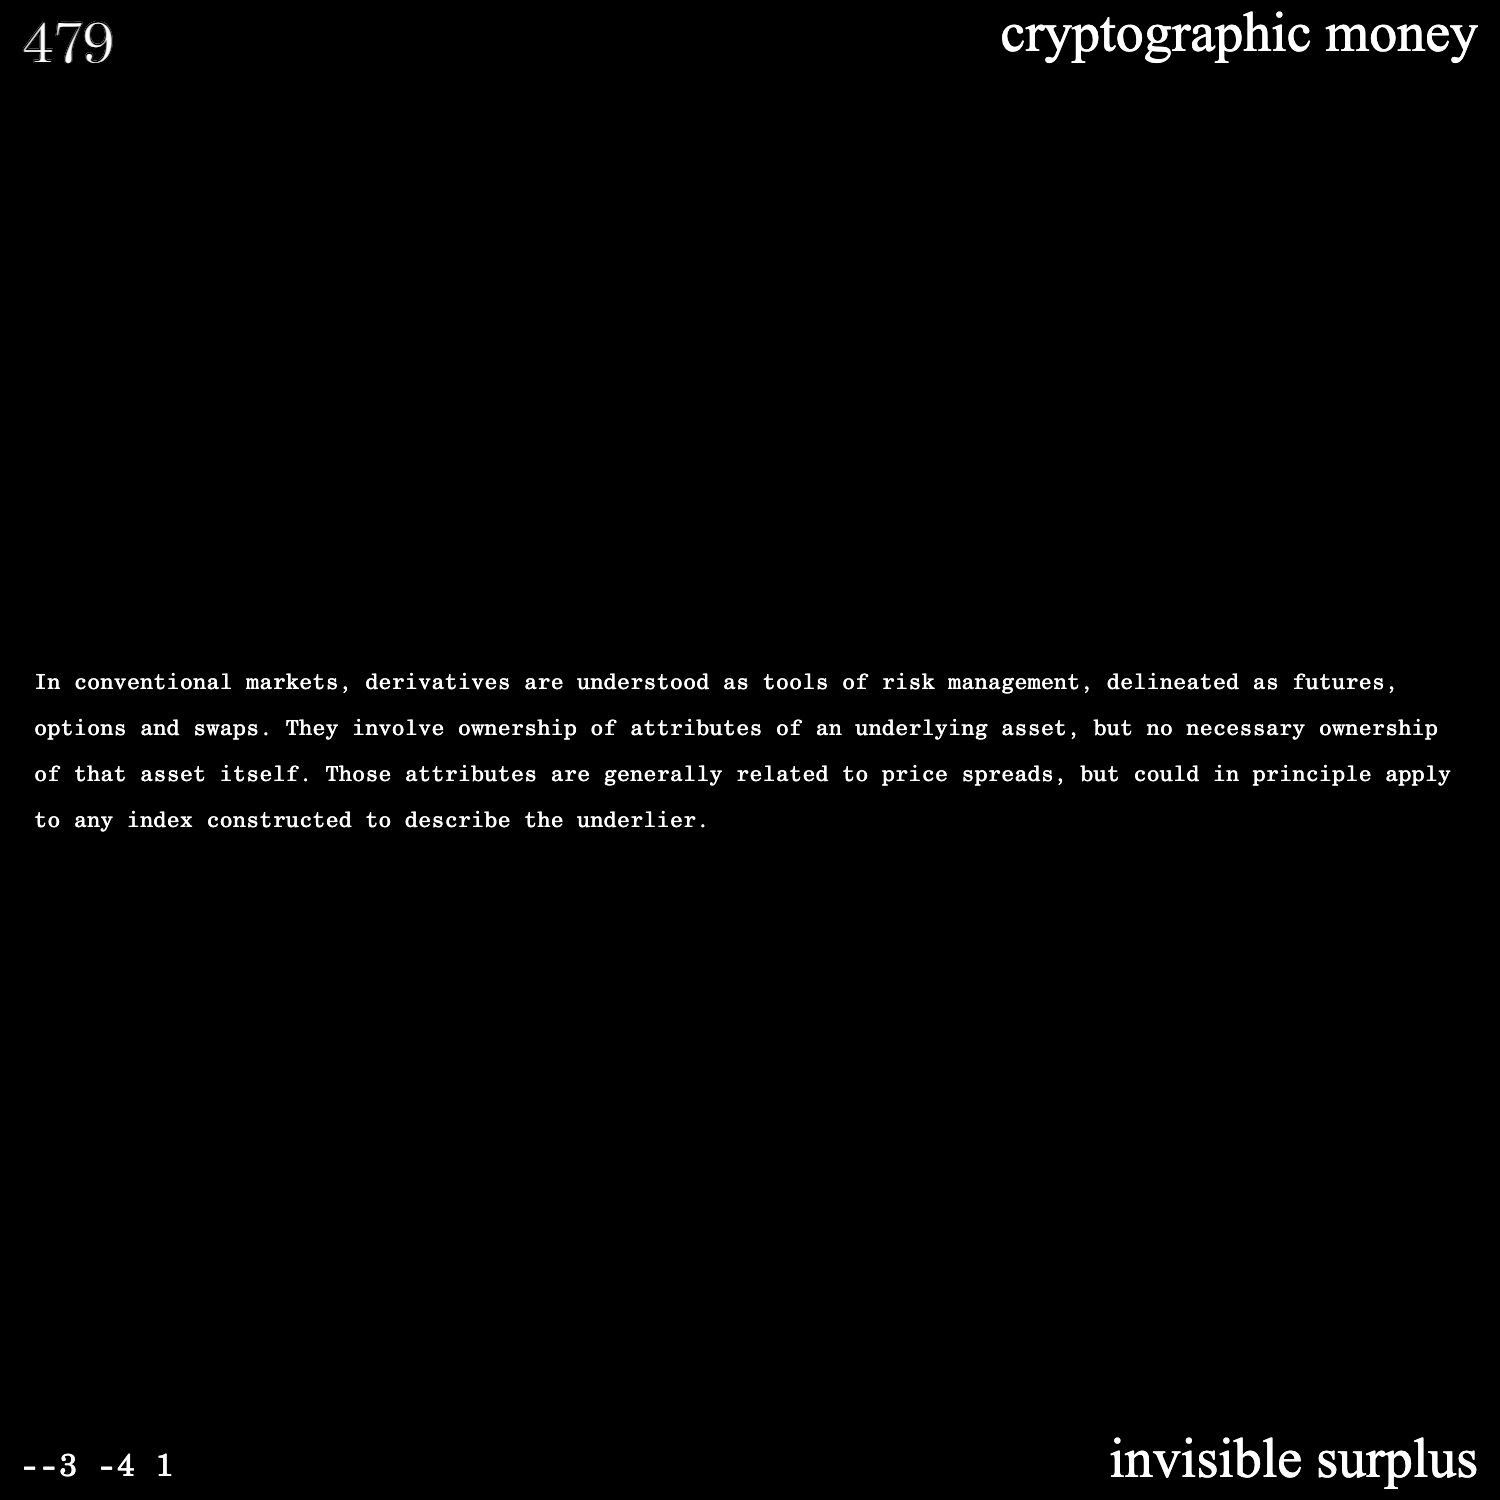 479
cryptographic money
In conventional markets, derivatives are understood as tools of risk management, delineated as futures,
options and swaps. They involve ownership of attributes of an underlying asset, but no necessary ownership
of that asset itself. Those attributes are generally related to price spreads, but could in principle apply
to any index constructed to describe the underlier.
--3 -4 1
invisible surplus